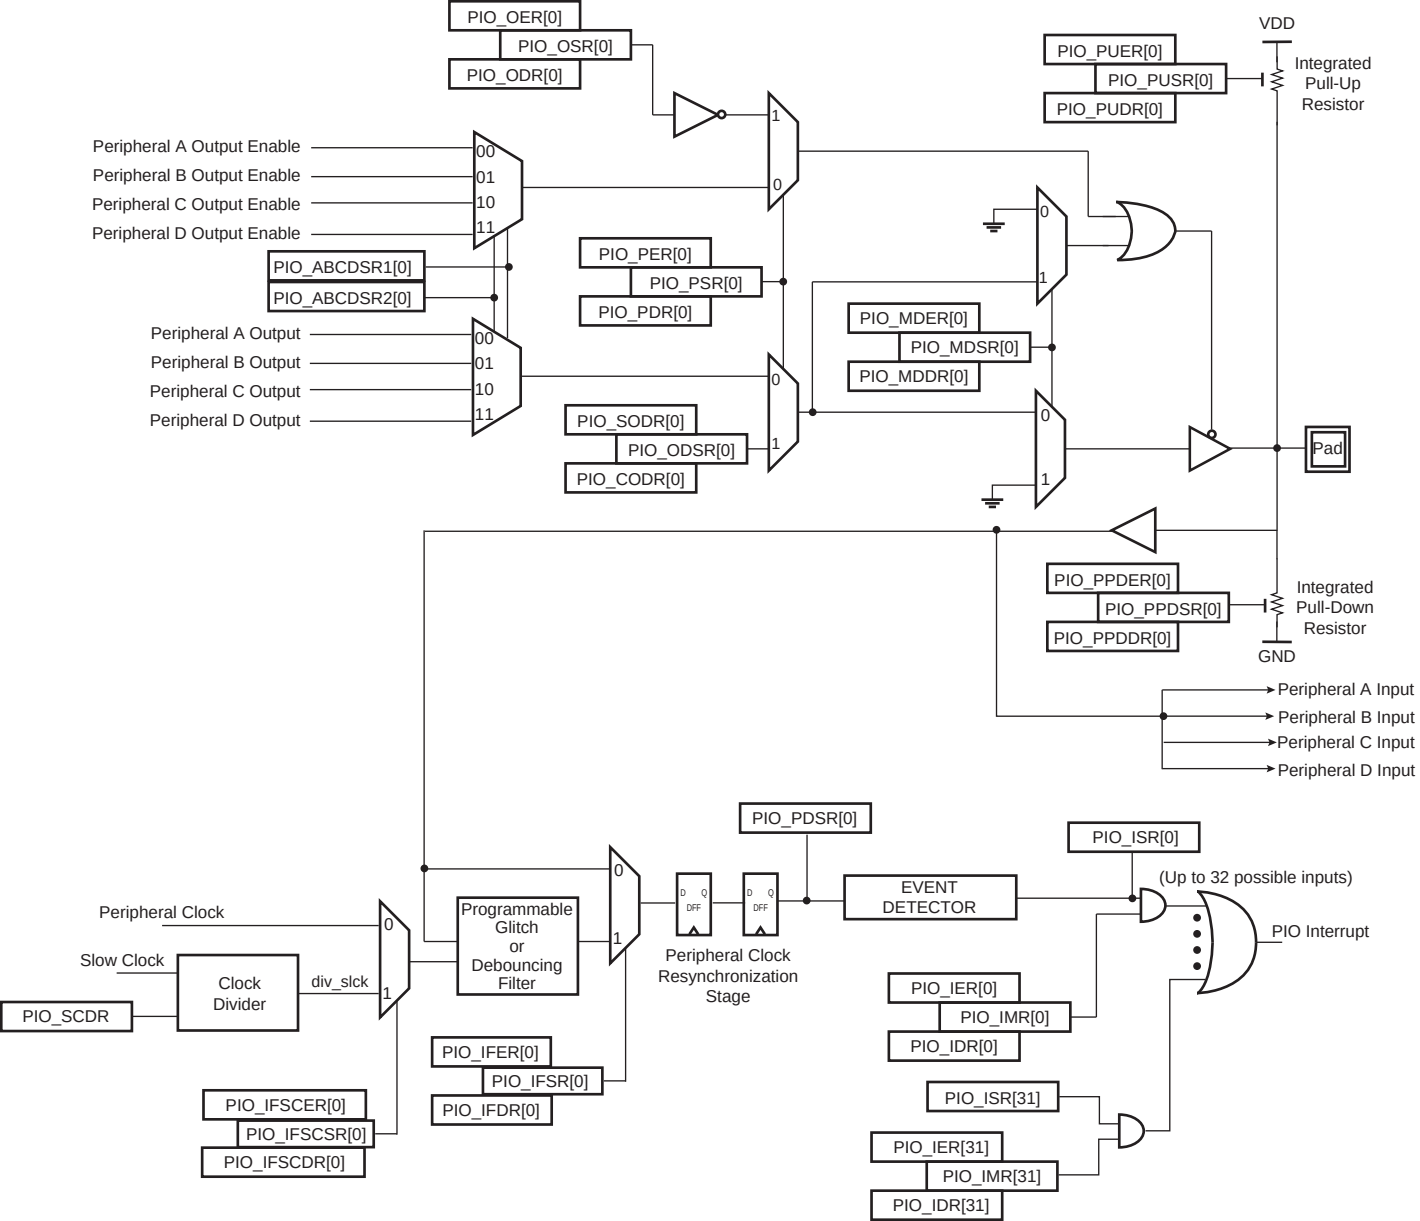 PIO_OER[0]
PIO_OSR[0]
PIO_ODR[0]
VDD
PIO_PUER[0]
PIO_PUSR[0]
PIO_PUDR[0]
Integrated
Pull-Up
Resistor
1
0
Peripheral A Output Enable
Peripheral B Output Enable
Peripheral C Output Enable
Peripheral D Output Enable
00
01
10
11
PIO_ABCDSR1[0]
PIO_ABCDSR2[0]
PIO_PER[0]
PIO_PSR[0]
PIO_PDR[0]
0
1
PIO_MDER[0]
PIO_MDSR[0]
PIO_MDDR[0]
Peripheral A Output
Peripheral B Output
Peripheral C Output
Peripheral D Output
00
01
10
11
0
1
PIO_SODR[0]
PIO_ODSR[0]
PIO_CODR[0]
0
1
Pad
PIO_PPDER[0]
PIO_PPDSR[0]
PIO_PPDDR[0]
Integrated
Pull-Down
Resistor
GND
Peripheral A Input
Peripheral B Input
Peripheral C Input
Peripheral D Input
PIO_PDSR[0]
PIO_ISR[0]
(Up to 32 possible inputs)
0
1
D
Q
DFF
D
Q
DFF
EVENT
DETECTOR
Peripheral Clock
Resynchronization
Stage
PIO Interrupt
Peripheral Clock
Slow Clock
PIO_SCDR
Clock
Divider
div_slck
0
1
Programmable
Glitch
or
Debouncing
Filter
PIO_IER[0]
PIO_IMR[0]
PIO_IDR[0]
PIO_IFER[0]
PIO_IFSR[0]
PIO_IFDR[0]
PIO_IFSCER[0]
PIO_IFSCSR[0]
PIO_IFSCDR[0]
PIO_ISR[31]
PIO_IER[31]
PIO_IMR[31]
PIO_IDR[31]